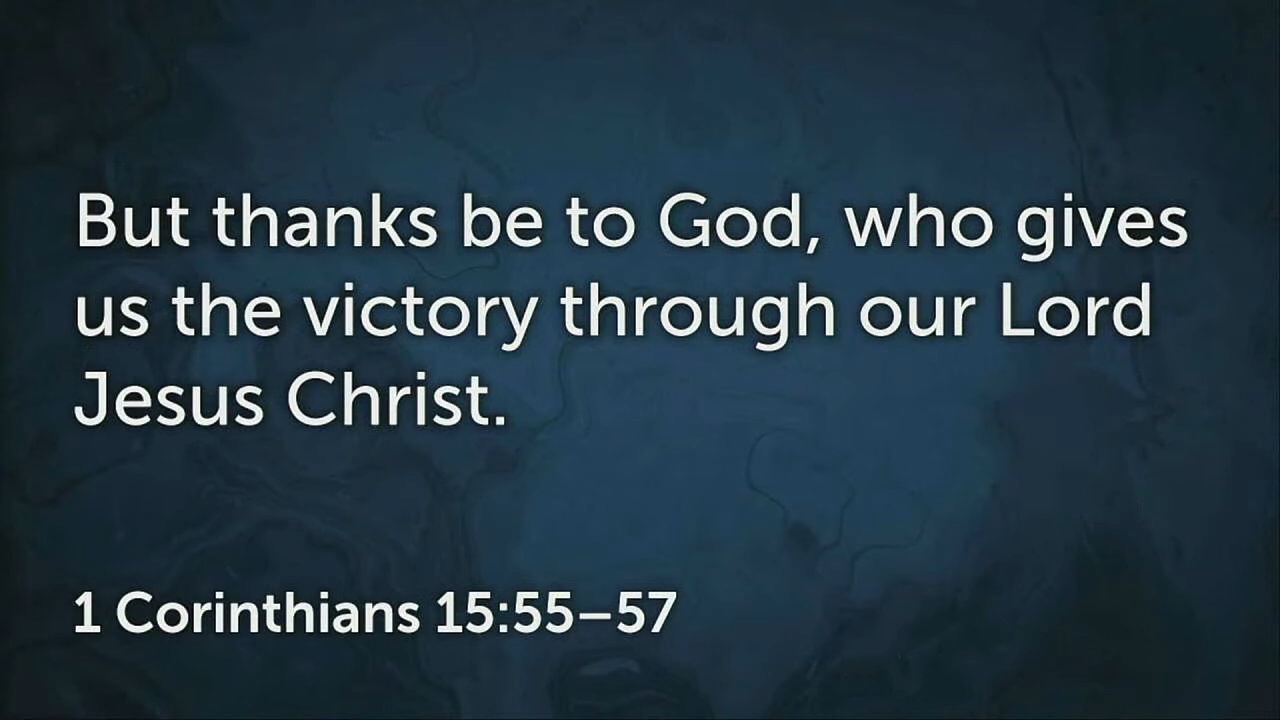 But thanks be to God, who gives
us the victory through our Lord
Jesus Christ.
1 Corinthians 15:55–57